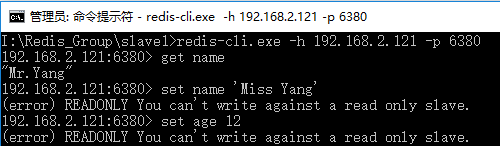 管理员: 命令提示符 - redis-cli.exe  -h 192.168.2.121 -p 6380
I:\Redis_Group\slave1>redis-cli.exe -h 192.168.2.121 -p 6380
192.168.2.121:6380> get name
"Mr.Yang"
192.168.2.121:6380> set name 'Miss Yang'
(error) READONLY You can't write against a read only slave.
192.168.2.121:6380> set age 12
(error) READONLY You can't write against a read only slave.